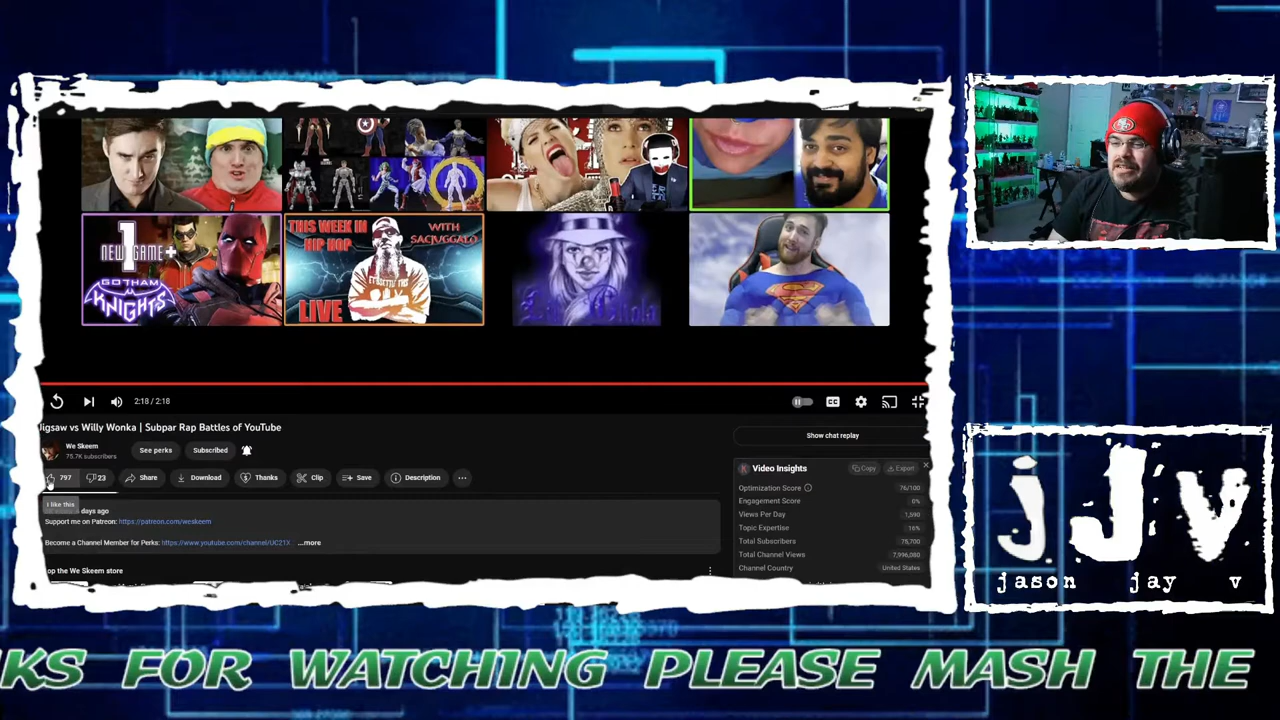 1
NEW GAME+
GOTHAM
KNIGHTS
THIS WEEK IN
HIP HOP
WITH
SACJUGGALO
LIVE
2:18 / 2:18
Jigsaw vs Willy Wonka | Subpar Rap Battles of YouTube
We Skeem
75.7K subscribers
See perks
Subscribed
Show chat replay
797
23
Share
Download
Thanks
Clip
Save
Description
I like this
days ago
Support me on Patreon: https://patreon.com/weskeem
Become a Channel Member for Perks: https://www.youtube.com/channel/UC21X ...more
op the We Skeem store
Video Insights
Copy
Export
Optimization Score 76/100
Engagement Score 0%
Views Per Day 1,590
Topic Expertise 16%
Total Subscribers 75,700
Total Channel Views 7,996,080
Channel Country United States
jJv
jason jay v
KS FOR WATCHING PLEASE MASH THE